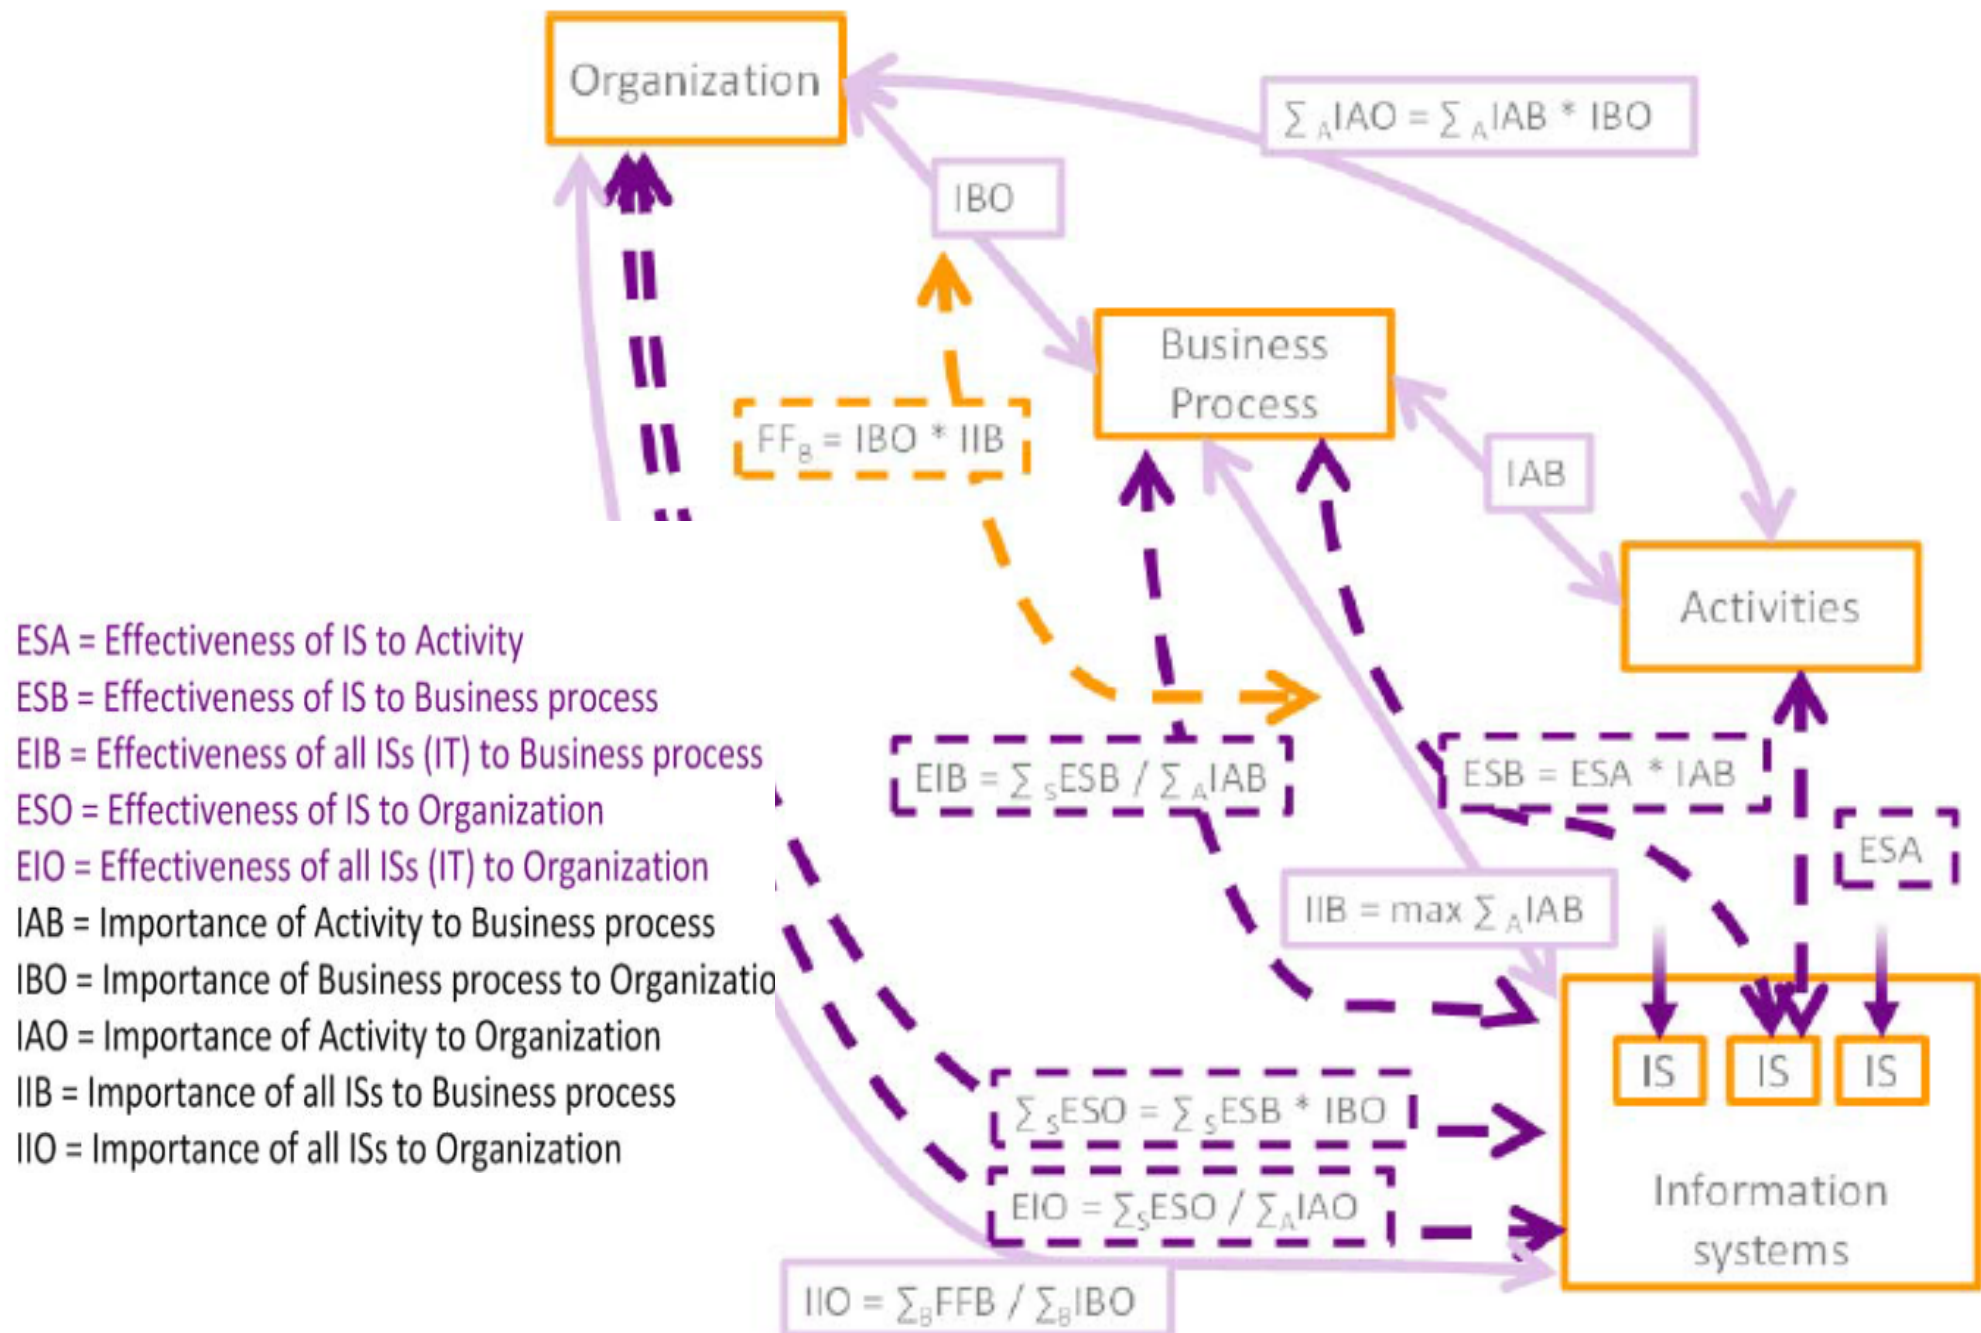 Organization
∑ AIAO = ∑ AIAB * IBO
IBO
Business
Process
FFB = IBO * IIB
IAB
Activities
ESA = Effectiveness of IS to Activity
ESB = Effectiveness of IS to Business process
EIB = Effectiveness of all ISs (IT) to Business process
ESO = Effectiveness of IS to Organization
EIO = Effectiveness of all ISs (IT) to Organization
IAB = Importance of Activity to Business process
IBO = Importance of Business process to Organizatio
IAO = Importance of Activity to Organization
IIB = Importance of all ISs to Business process
IIO = Importance of all ISs to Organization
EIB = ∑ SESB / ∑ AIAB
ESB = ESA * IAB
ESA
IIB = max ∑ AIAB
IS
IS
IS
∑ SESO = ∑ SESB * IBO
EIO = ∑SESO / ∑AIAO
Information
systems
IIO = ∑BFFB / ∑BIBO